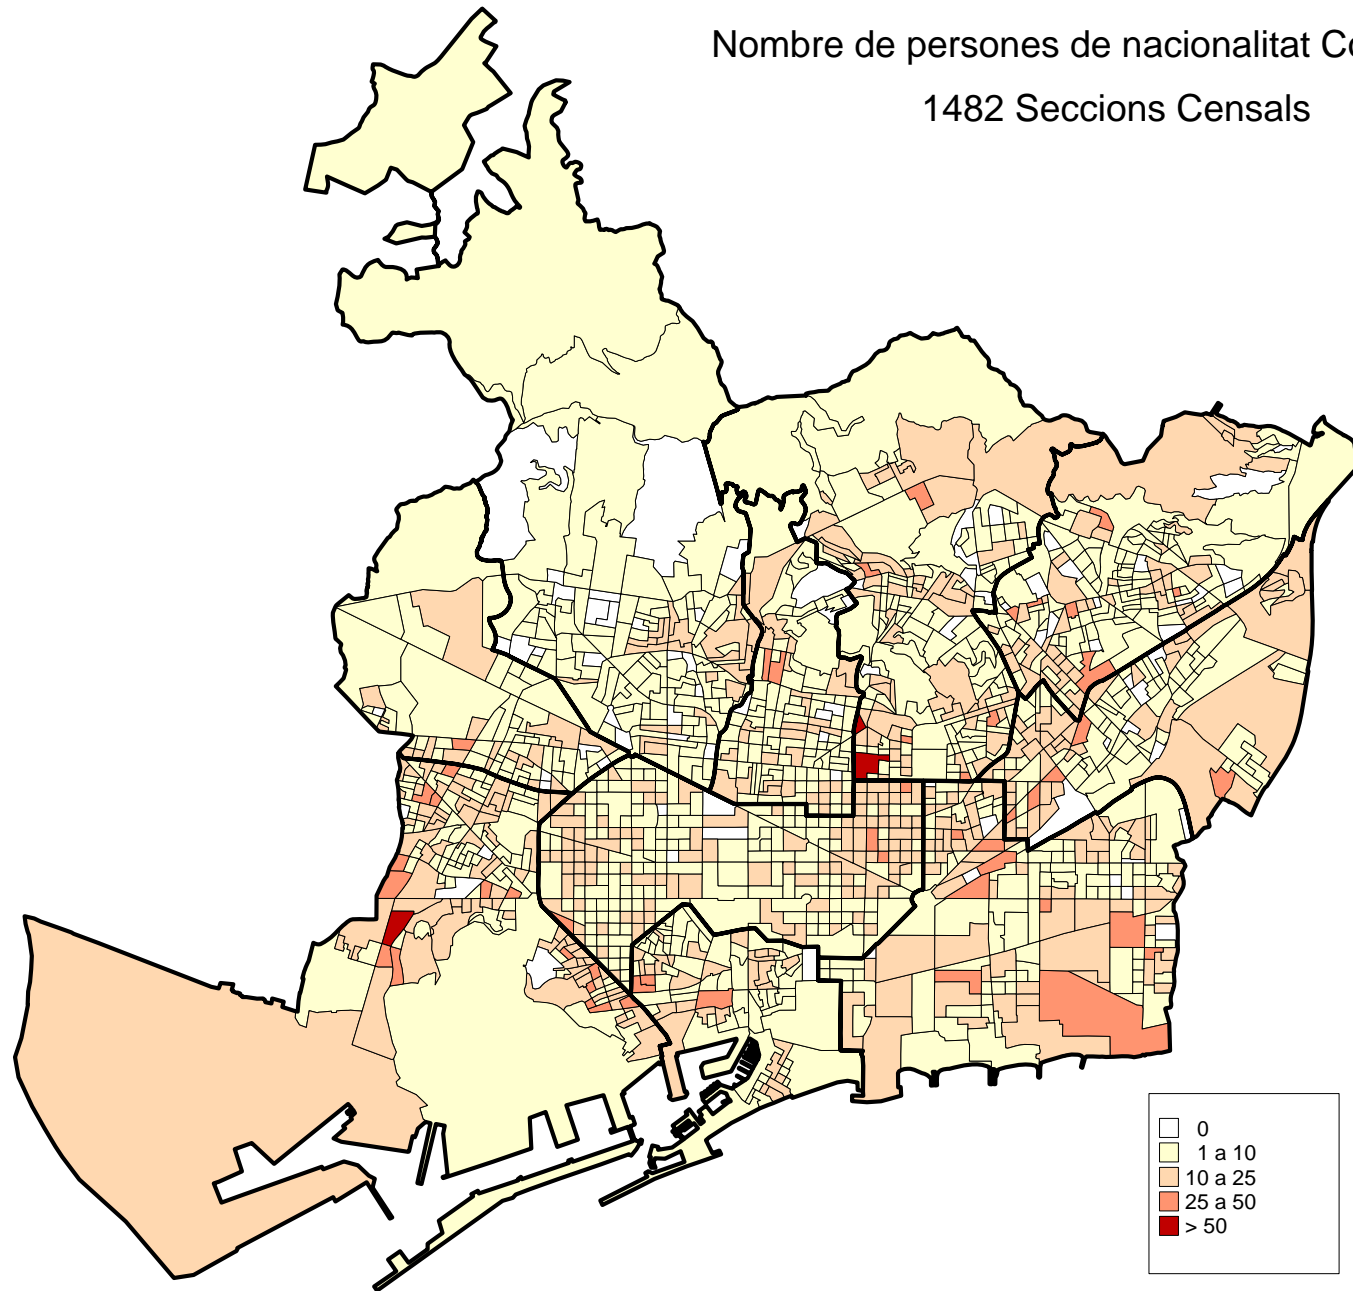 Nombre de persones de nacionalitat
1482 Seccions Censals
0
1 a 10
10 a 25
25 a 50
> 50